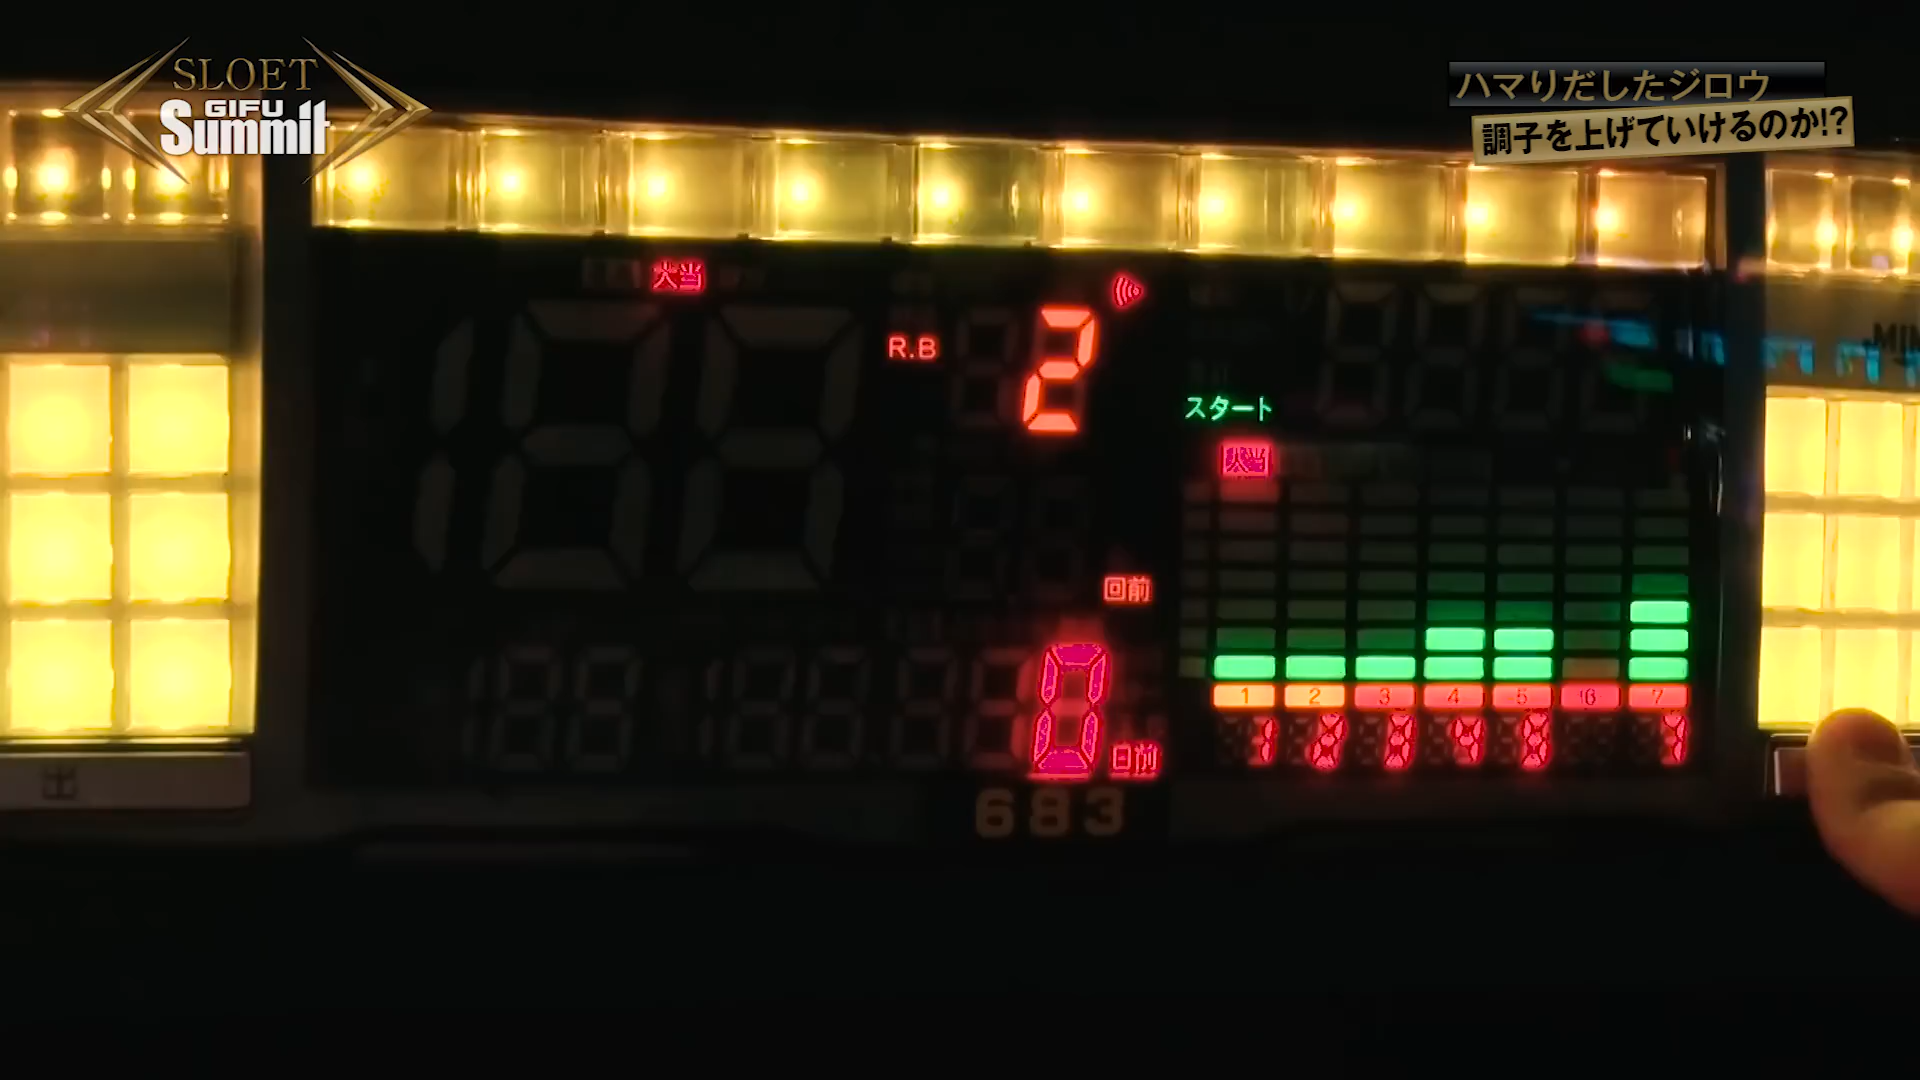 SLOET
GIFU
Summit
ハマりだしたジロウ
調子を上げていけるのか!?
大当
R.B
2
スタート
大当
回前
0
日前
1 2 3 4 5 6 7
683
出